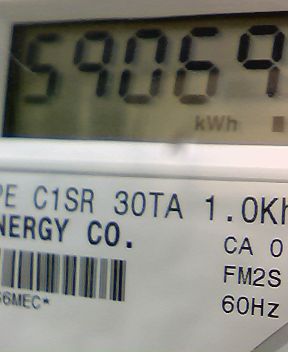 59069
kWh
PE C1SR 30TA 1.0Kh
NERGY CO.
CA 0
FM2S
60Hz
6MEC*